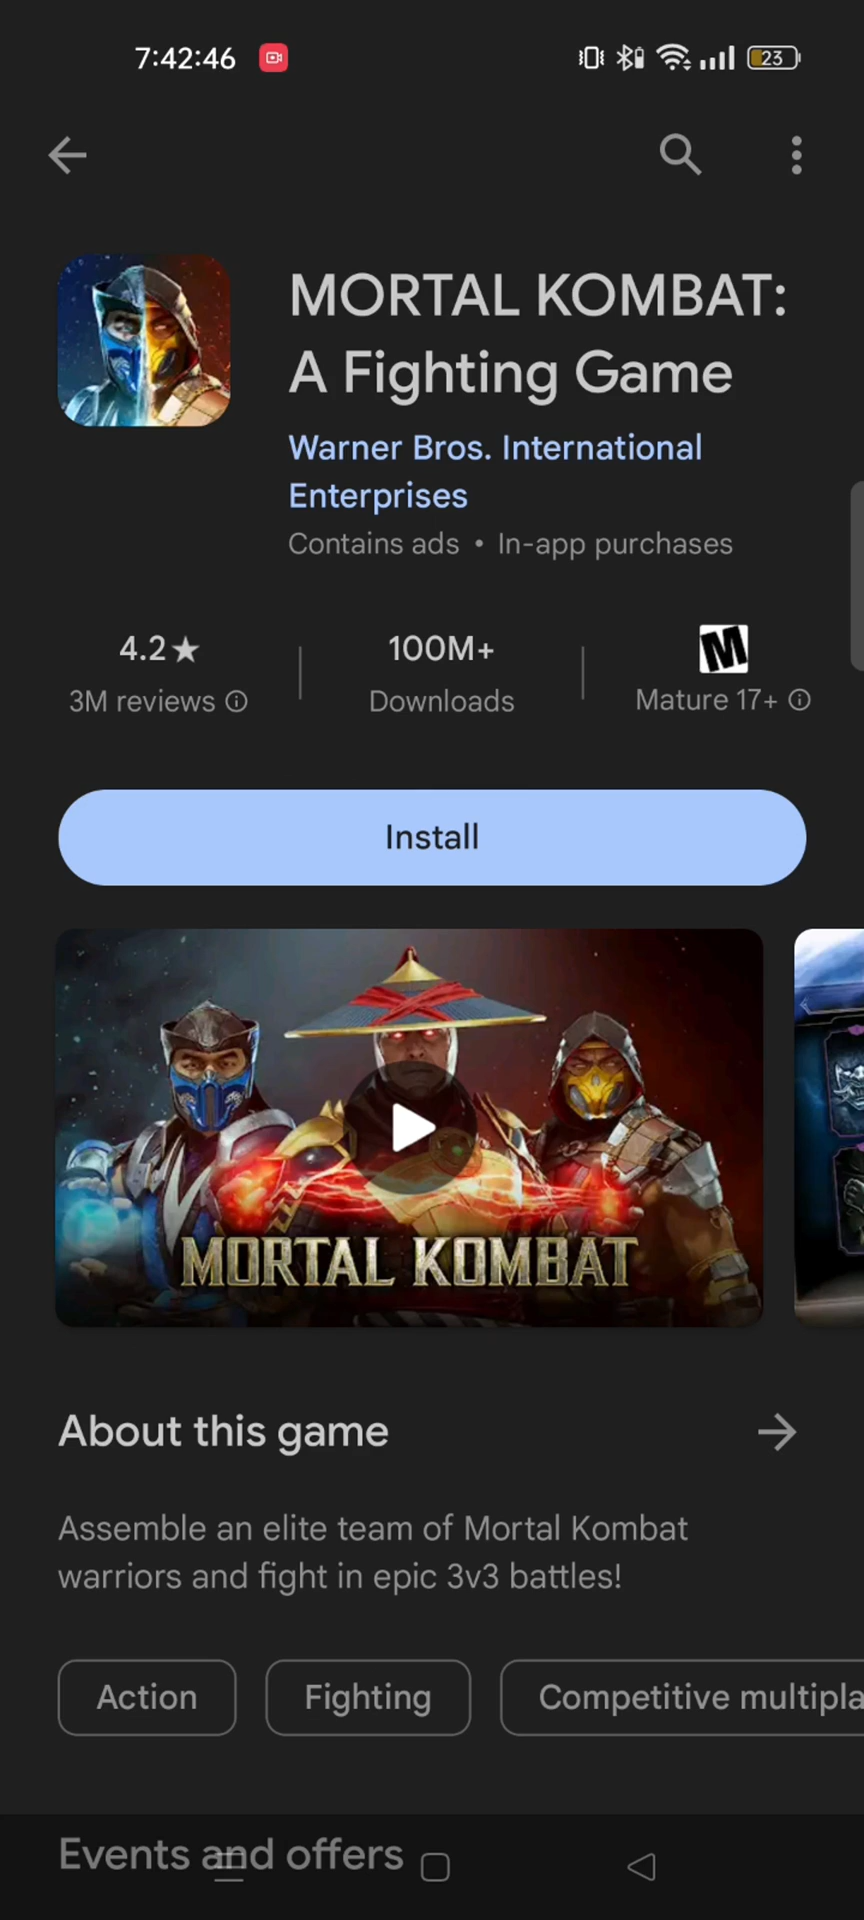 7:42:46
23
MORTAL KOMBAT:
A Fighting Game
Warner Bros. International
Enterprises
Contains ads • In-app purchases
4.2★
100M+
M
3M reviews
Downloads
Mature 17+
Install
MORTAL KOMBAT
About this game
Assemble an elite team of Mortal Kombat
warriors and fight in epic 3v3 battles!
Action
Fighting
Competitive multipla
Events and offers